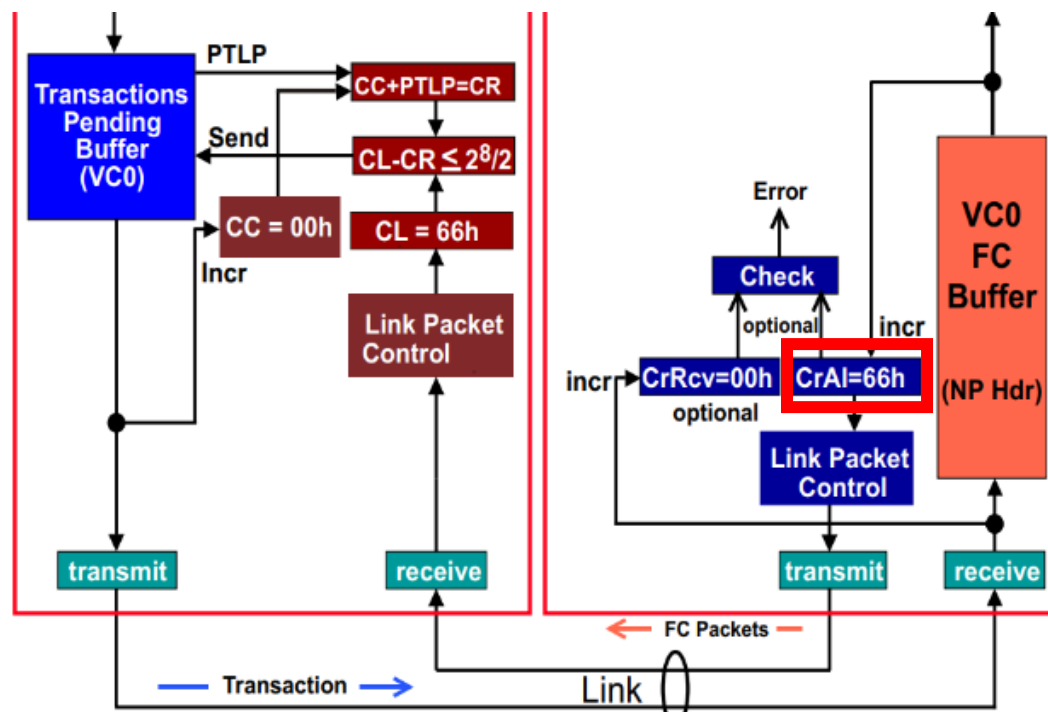 PTLP
Transactions
Pending
Buffer
(VC0)
CC+PTLP=CR
Send
CL-CR ≤ 2⁸/2
CC = 00h
CL = 66h
Incr
Link Packet
Control
transmit
receive
Error
Check
optional
incr
incr
CrRcv=00h
CrAl=66h
optional
Link Packet
Control
VC0
FC
Buffer
(NP Hdr)
transmit
receive
FC Packets
Transaction
Link